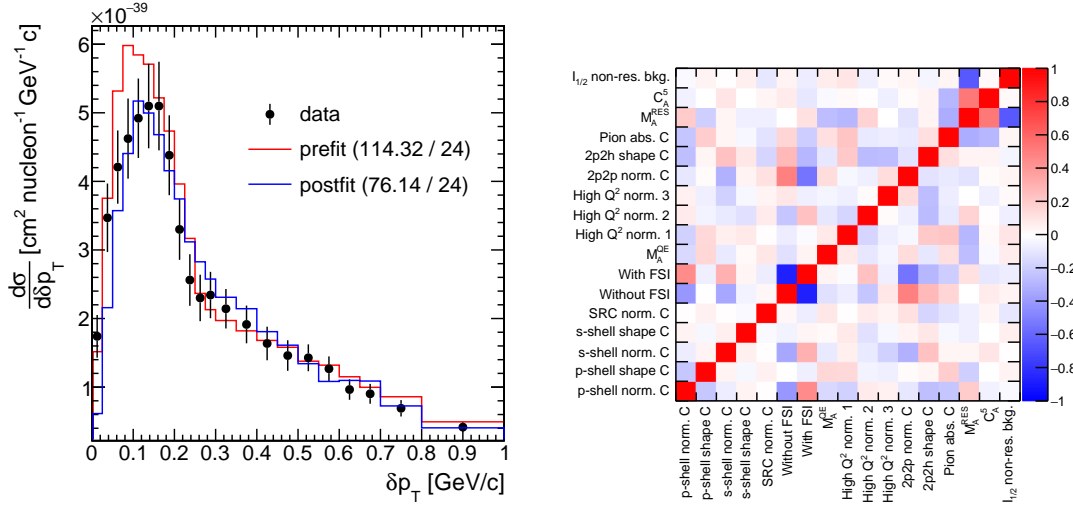 ×10⁻³⁹
dσ/dδp_T [cm² nucleon⁻¹ GeV⁻¹ c]
6
5
4
3
2
1
data
prefit (114.32 / 24)
postfit (76.14 / 24)
0 0.1 0.2 0.3 0.4 0.5 0.6 0.7 0.8 0.9 1
δp_T [GeV/c]
I_{1/2} non-res. bkg.
C_A^5
M_A^{RES}
Pion abs. C
2p2h shape C
2p2p norm. C
High Q² norm. 3
High Q² norm. 2
High Q² norm. 1
M_A^{QE}
With FSI
Without FSI
SRC norm. C
s-shell shape C
s-shell norm. C
p-shell shape C
p-shell norm. C
p-shell norm. C
p-shell shape C
s-shell norm. C
s-shell shape C
SRC norm. C
Without FSI
With FSI
M_A^{QE}
High Q² norm. 1
High Q² norm. 2
High Q² norm. 3
2p2p norm. C
2p2h shape C
Pion abs. C
M_A^{RES}
C_A^5
I_{1/2} non-res. bkg.
1
0.8
0.6
0.4
0.2
0
−0.2
−0.4
−0.6
−0.8
−1